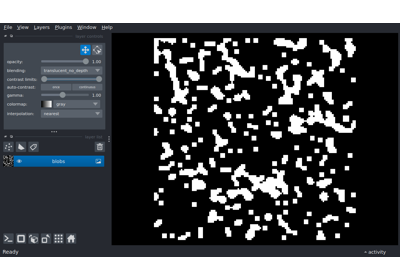 File View Layers Plugins Window Help
opacity: 1.00
blending: translucent_no_depth
contrast limits:
auto-contrast: once continuous
gamma: 1.00
colormap: gray
interpolation: nearest
blobs
Ready
activity